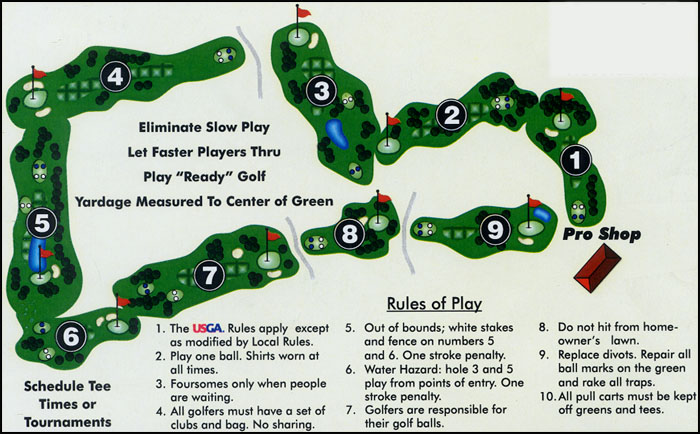 4
3
2
1
5
6
7
8
9
Eliminate Slow Play
Let Faster Players Thru
Play “Ready” Golf
Yardage Measured To Center of Green
Pro Shop
Schedule Tee
Times or
Tournaments
Rules of Play
1. The USGA. Rules apply except
as modified by Local Rules.
2. Play one ball. Shirts worn at
all times.
3. Foursomes only when people
are waiting.
4. All golfers must have a set of
clubs and bag. No sharing.
5. Out of bounds; white stakes
and fence on numbers 5
and 6. One stroke penalty.
6. Water Hazard: hole 3 and 5
play from points of entry. One
stroke penalty.
7. Golfers are responsible for
their golf balls.
8. Do not hit from home-
owner's lawn.
9. Replace divots. Repair all
ball marks on the green
and rake all traps.
10. All pull carts must be kept
off greens and tees.